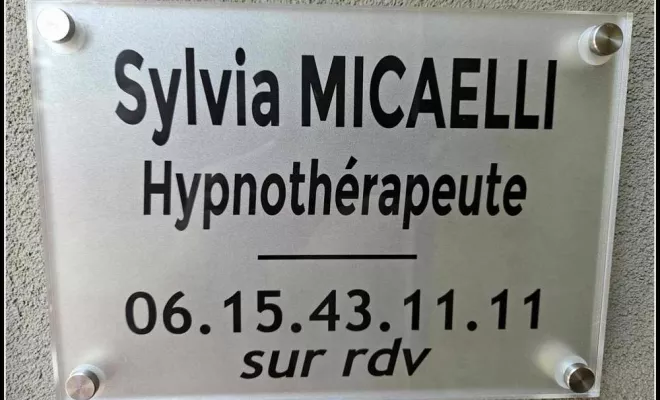 Sylvia MICAELLI
Hypnothérapeute
06.15.43.11.11
sur rdv